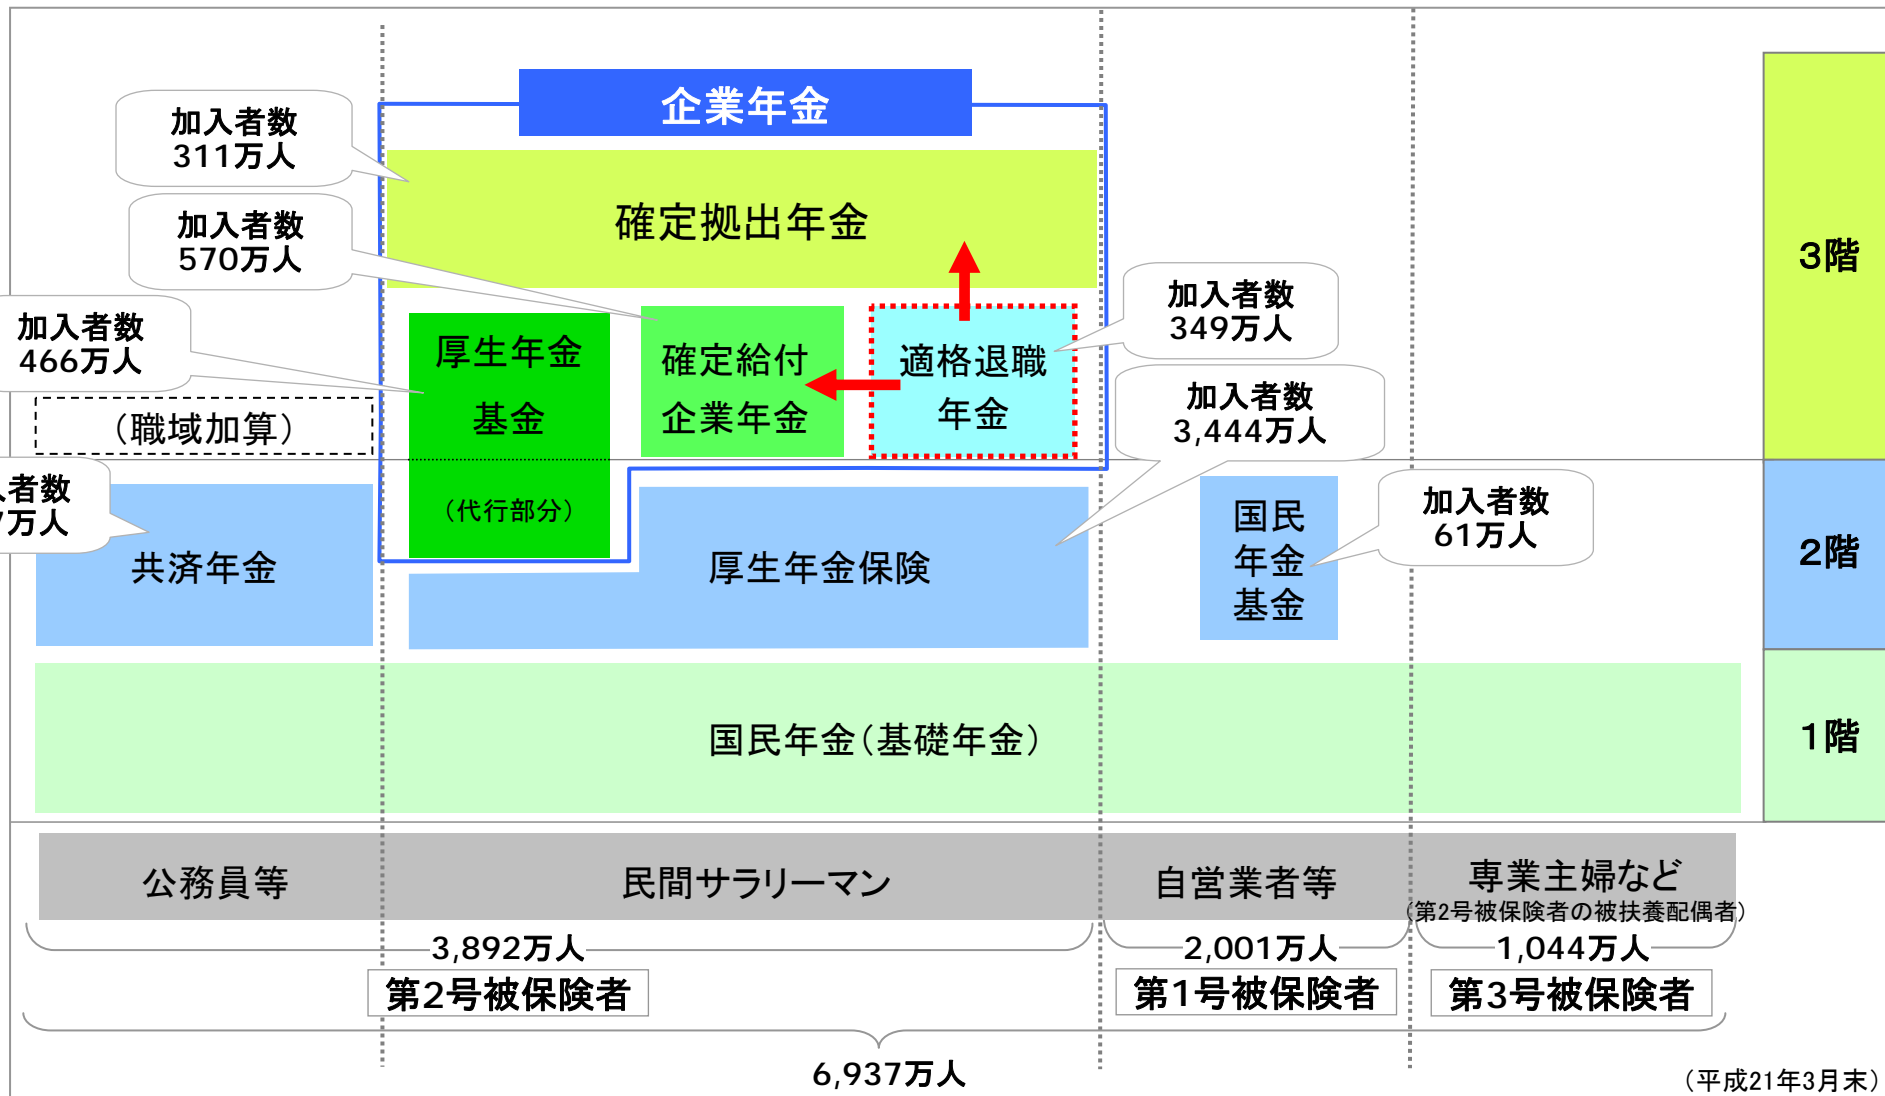 企業年金
加入者数
311万人
確定拠出年金
加入者数
570万人
加入者数
466万人
厚生年金
基金
(代行部分)
確定給付
企業年金
適格退職
年金
加入者数
349万人
加入者数
3,444万人
(職域加算)
者数
万人
共済年金
厚生年金保険
国民
年金
基金
加入者数
61万人
3階
2階
1階
国民年金(基礎年金)
公務員等
民間サラリーマン
自営業者等
専業主婦など
(第2号被保険者の被扶養配偶者)
3,892万人
2,001万人
1,044万人
第2号被保険者
第1号被保険者
第3号被保険者
6,937万人
(平成21年3月末)